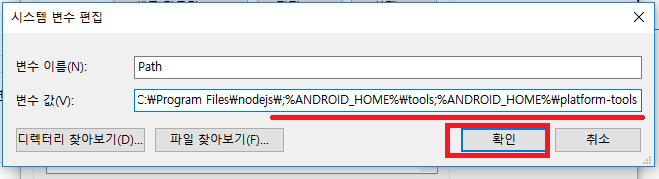 시스템 변수 편집
변수 이름(N):
Path
변수 값(V):
C:₩Program Files₩nodejs₩;%ANDROID_HOME%₩tools;%ANDROID_HOME%₩platform-tools
디렉터리 찾아보기(D)...
파일 찾아보기(F)...
확인
취소